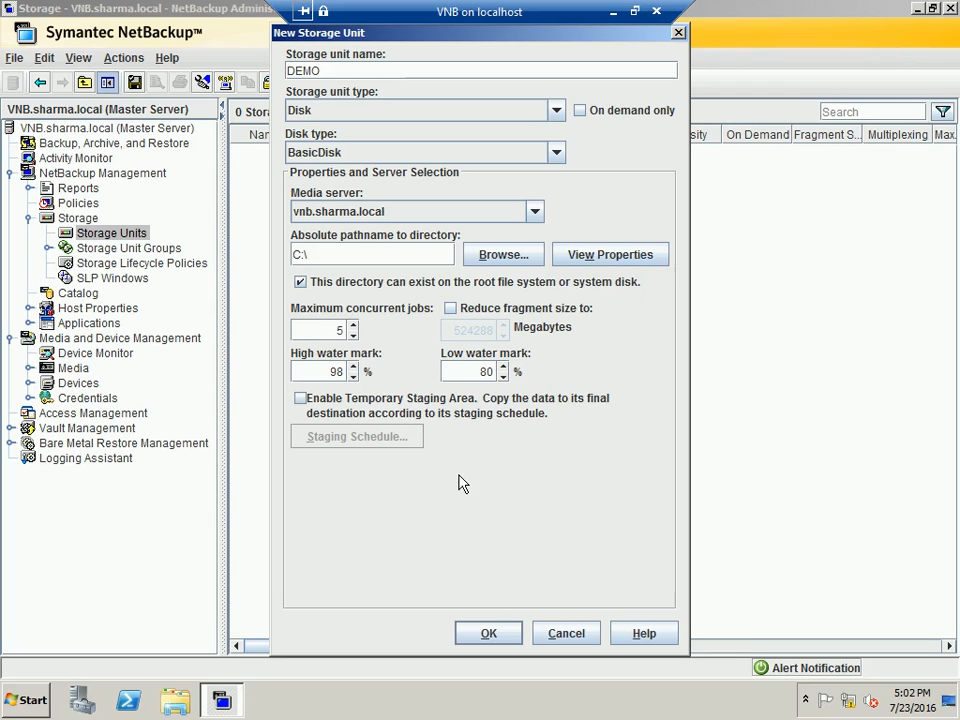 Storage - VNB.sharma.local - NetBackup Adminis
VNB on localhost
Symantec NetBackup™
File Edit View Actions Help
VNB.sharma.local (Master Server)
VNB.sharma.local (Master Server)
Backup, Archive, and Restore
Activity Monitor
NetBackup Management
Reports
Policies
Storage
Storage Units
Storage Unit Groups
Storage Lifecycle Policies
SLP Windows
Catalog
Host Properties
Applications
Media and Device Management
Device Monitor
Media
Devices
Credentials
Access Management
Vault Management
Bare Metal Restore Management
Logging Assistant
0 Stora
Search
Nan
sity On Demand Fragment S... Multiplexing Max.
New Storage Unit
Storage unit name:
DEMO
Storage unit type:
Disk On demand only
Disk type:
BasicDisk
Properties and Server Selection
Media server:
vnb.sharma.local
Absolute pathname to directory:
C:\ Browse... View Properties
This directory can exist on the root file system or system disk.
Maximum concurrent jobs: Reduce fragment size to:
5 524288 Megabytes
High water mark: Low water mark:
98 % 80 %
Enable Temporary Staging Area. Copy the data to its final
destination according to its staging schedule.
Staging Schedule...
OK Cancel Help
Alert Notification
Start
5:02 PM
7/23/2016